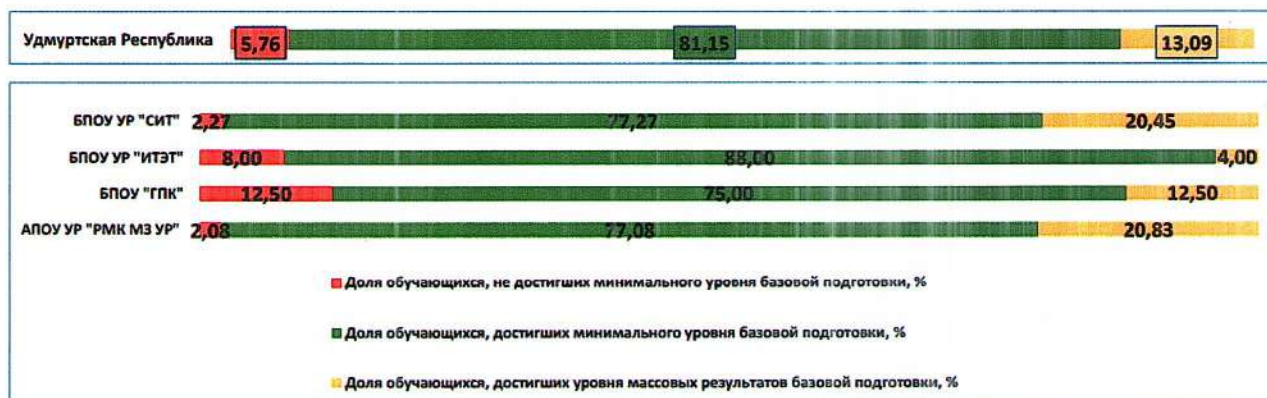 Удмуртская Республика 5,76 81,15 13,09
БПОУ УР "СИТ" 2,27 77,27 20,45
БПОУ УР "ИТЭТ" 8,00 88,00 4,00
БПОУ "ГПК" 12,50 75,00 12,50
АПОУ УР "РМК МЗ УР" 2,08 77,08 20,83
Доля обучающихся, не достигших минимального уровня базовой подготовки, %
Доля обучающихся, достигших минимального уровня базовой подготовки, %
Доля обучающихся, достигших уровня массовых результатов базовой подготовки, %